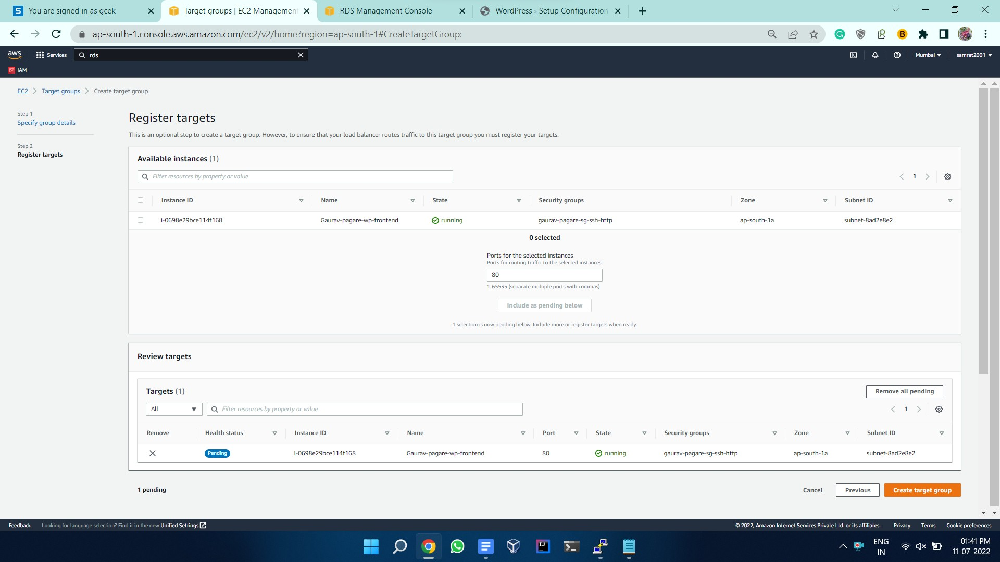 You are signed in as gcek
Target groups | EC2 Management
RDS Management Console
WordPress › Setup Configuration
ap-south-1.console.aws.amazon.com/ec2/v2/home?region=ap-south-1#CreateTargetGroup:
aws
Services
rds
Mumbai
samrat2001
IAM
EC2
Target groups
Create target group
Step 1
Specify group details
Step 2
Register targets
Register targets
This is an optional step to create a target group. However, to ensure that your load balancer routes traffic to this target group you must register your targets.
Available instances (1)
Filter resources by property or value
1
Instance ID Name State Security groups Zone Subnet ID
i-0698e29bce114f168 Gaurav-pagare-wp-frontend running gaurav-pagare-sg-ssh-http ap-south-1a subnet-8ad2e8e2
0 selected
Ports for the selected instances
Ports for routing traffic to the selected instances.
80
1-65535 (separate multiple ports with commas)
Include as pending below
1 selection is now pending below. Include more or register targets when ready.
Review targets
Targets (1)
Remove all pending
All
Filter resources by property or value
1
Remove Health status Instance ID Name Port State Security groups Zone Subnet ID
Pending i-0698e29bce114f168 Gaurav-pagare-wp-frontend 80 running gaurav-pagare-sg-ssh-http ap-south-1a subnet-8ad2e8e2
1 pending
Cancel
Previous
Create target group
Feedback
Looking for language selection? Find it in the new Unified Settings
© 2022, Amazon Internet Services Private Ltd. or its affiliates.
Privacy
Terms
Cookie preferences
ENG
IN
01:41 PM
11-07-2022